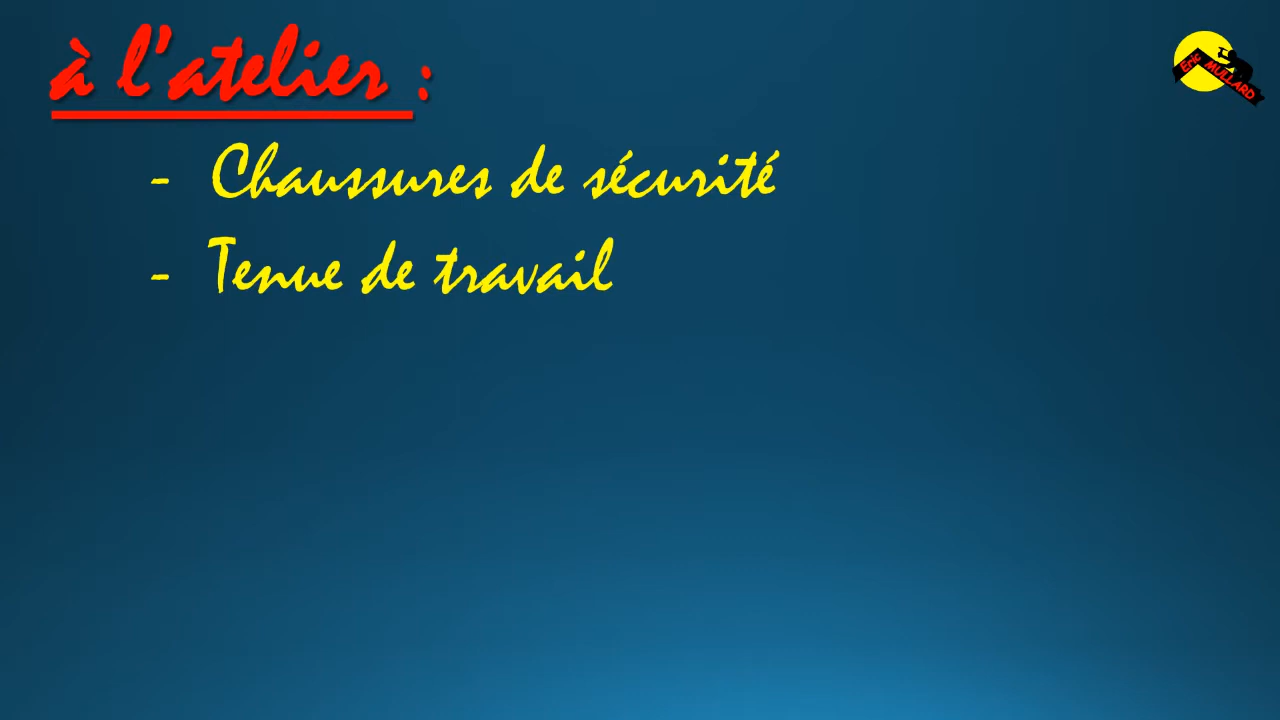 à l'atelier :
- Chaussures de sécurité
- Tenue de travail
Eric MULLARD